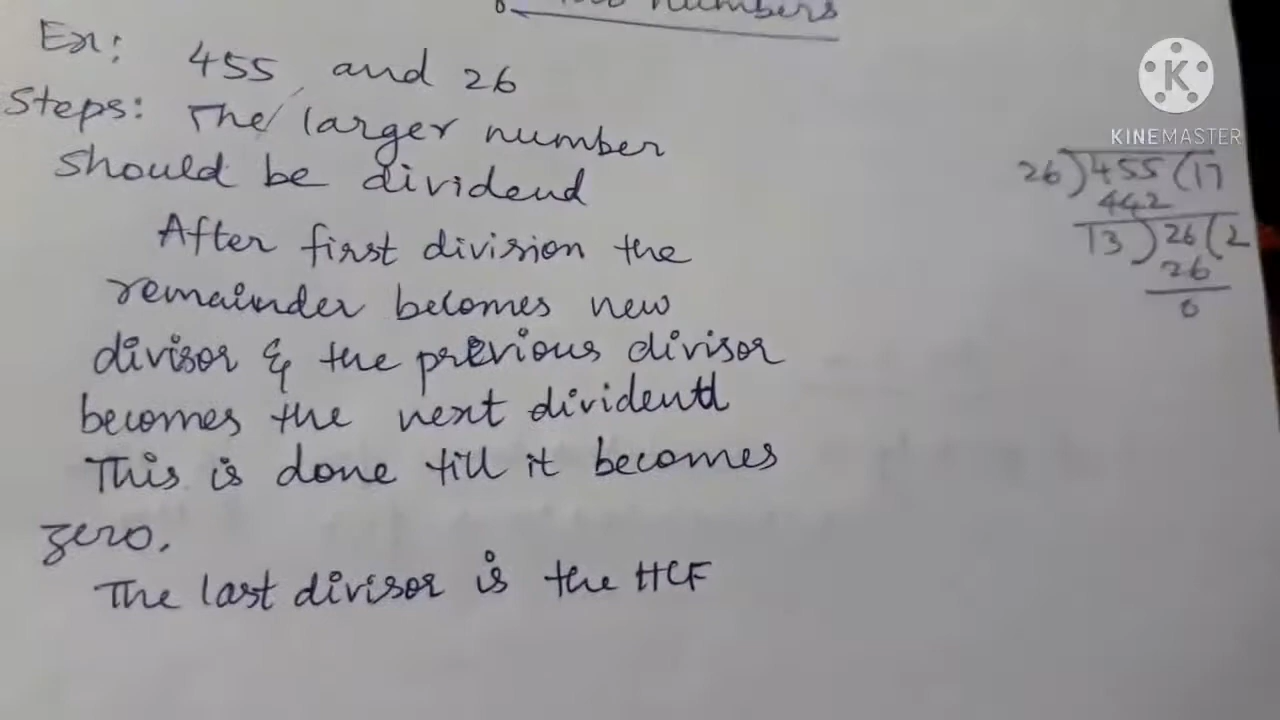 numbers
Ex: 455 and 26
Steps: The larger number
should be dividend
After first division the
remainder becomes new
divisor & the previous divisor
becomes the next dividentd
This is done till it becomes
zero.
The last divisor is the HCF
K
KINEMASTER
26)455(17
442
13)26(2
26
0